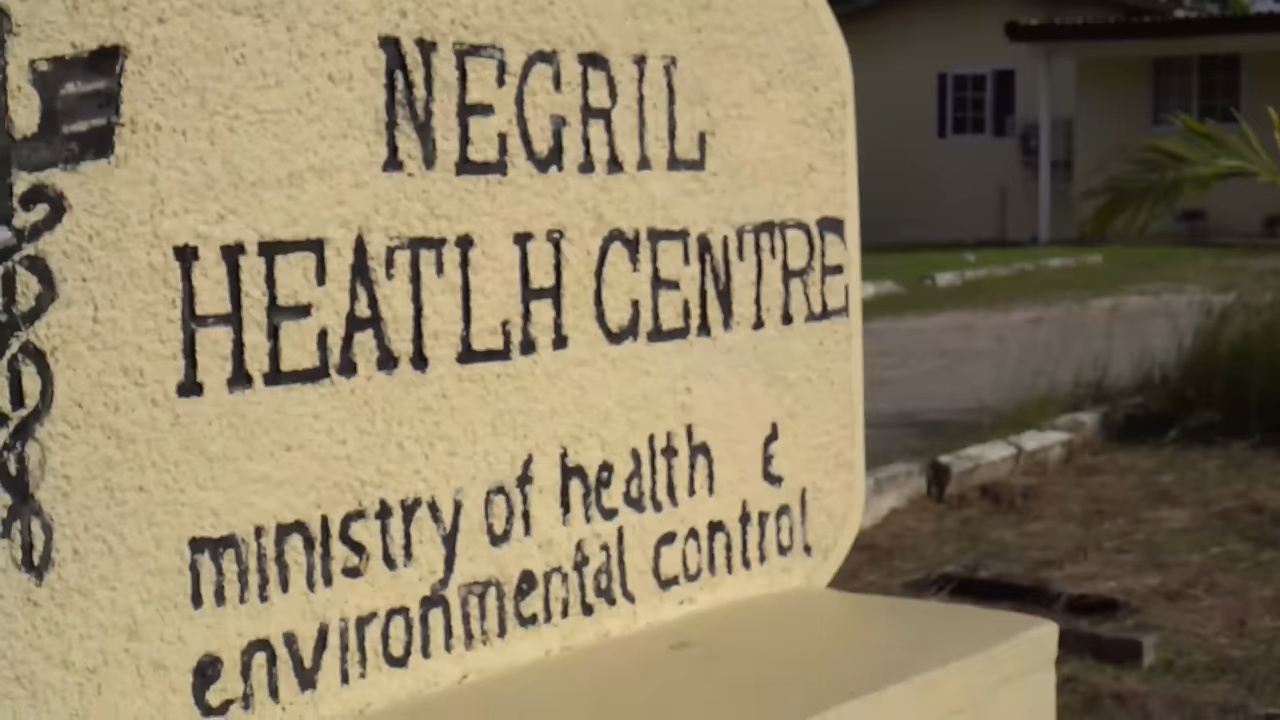 NEGRIL
HEATLH CENTRE
ministry of health &
environmental control